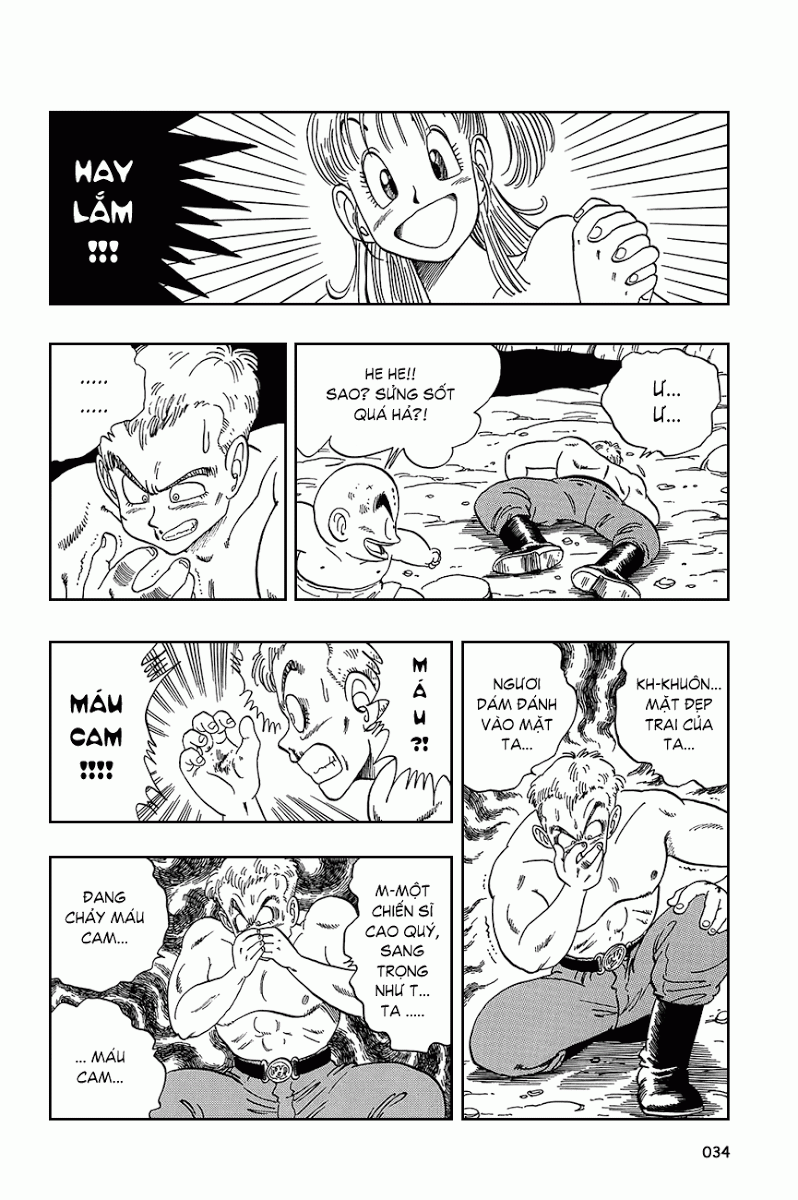 HAY
LẮM
!!!
Ư...
Ư...
HE HE!!
SAO? SỬNG SỐT
QUÁ HẢ?!
.....
.....
KH-KHUÔN...
MẶT ĐẸP
TRAI CỦA
TA...
NGƯƠI
DÁM ĐÁNH
VÀO MẶT
TA...
MÁU?!
MÁU
CAM
!!!!
M-MỘT
CHIẾN SĨ
CAO QUÝ,
SANG
TRỌNG
NHƯ T...
TA .....
ĐANG
CHẢY MÁU
CAM...
... MÁU
CAM...
034